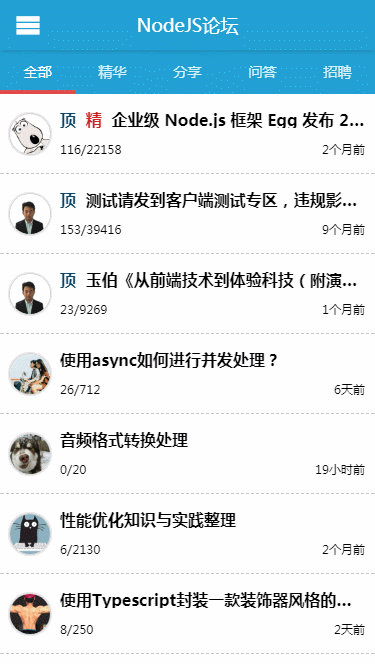 NodeJS论坛
全部 精华 分享 问答 招聘
顶 精 企业级 Node.js 框架 Egg 发布 2...
116/22158 2个月前
顶 测试请发到客户端测试专区，违规影...
153/39416 9个月前
顶 玉伯《从前端技术到体验科技（附演...
23/9269 1个月前
使用async如何进行并发处理？
26/712 6天前
音频格式转换处理
0/20 19小时前
性能优化知识与实践整理
6/2130 2个月前
使用Typescript封装一款装饰器风格的...
8/250 2天前